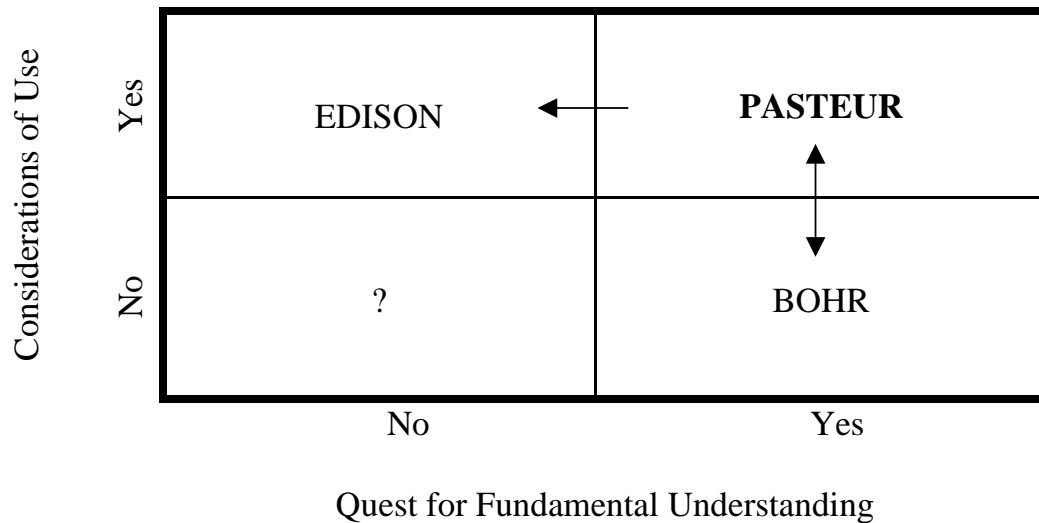 Considerations of Use
Yes
EDISON
PASTEUR
No
?
BOHR
No
Yes
Quest for Fundamental Understanding